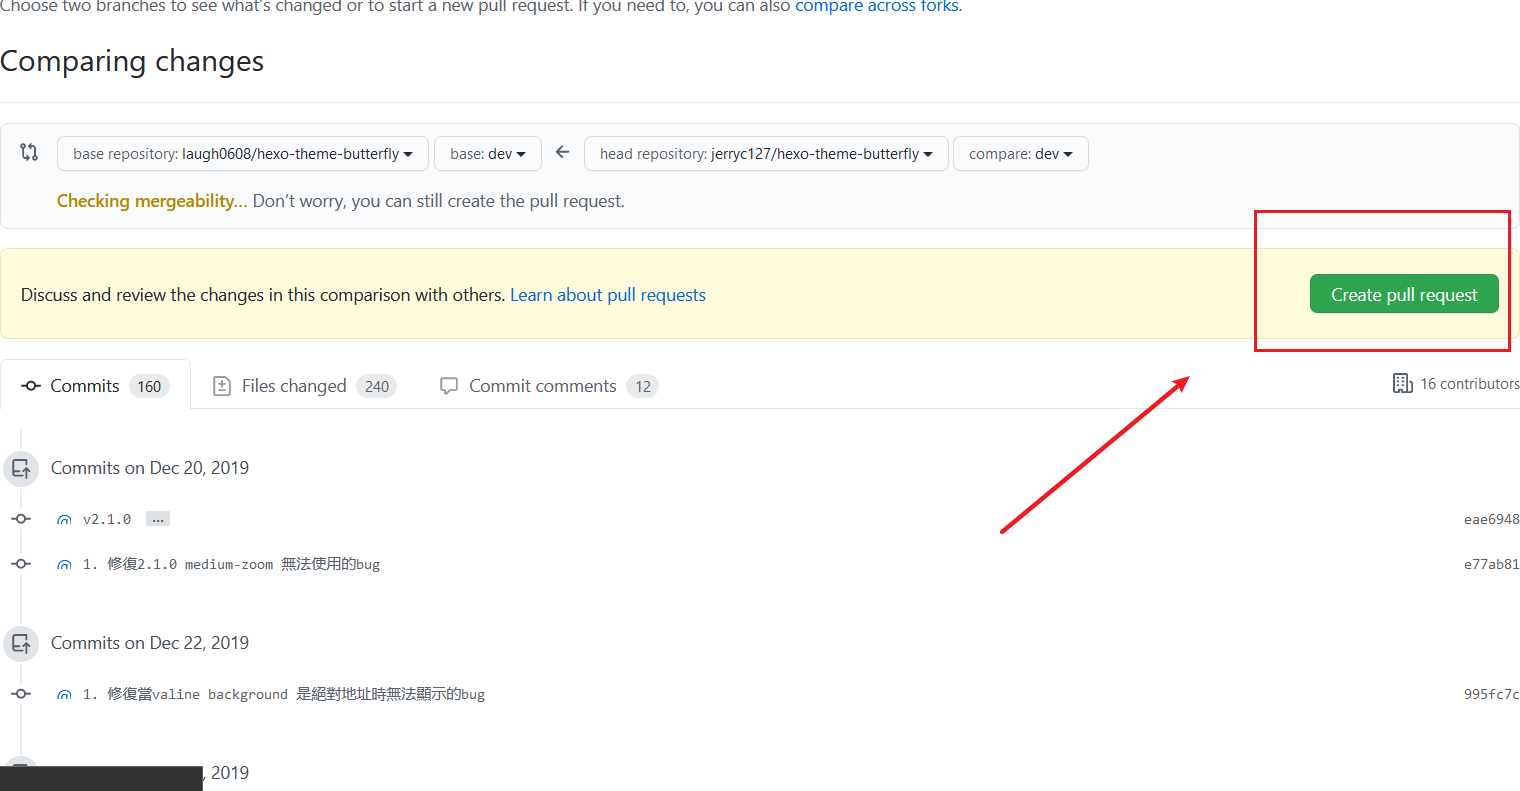 Choose two branches to see what's changed or to start a new pull request. If you need to, you can also compare across forks.
Comparing changes
base repository: laugh0608/hexo-theme-butterfly base: dev head repository: jerryc127/hexo-theme-butterfly compare: dev
Checking mergeability... Don't worry, you can still create the pull request.
Discuss and review the changes in this comparison with others. Learn about pull requests Create pull request
Commits 160 Files changed 240 Commit comments 12 16 contributors
Commits on Dec 20, 2019
@ v2.1.0 ... eae6948
@ 1. 修復2.1.0 medium-zoom 無法使用的bug e77ab81
Commits on Dec 22, 2019
@ 1. 修復當valine background 是絕對地址時無法顯示的bug 995fc7c
, 2019